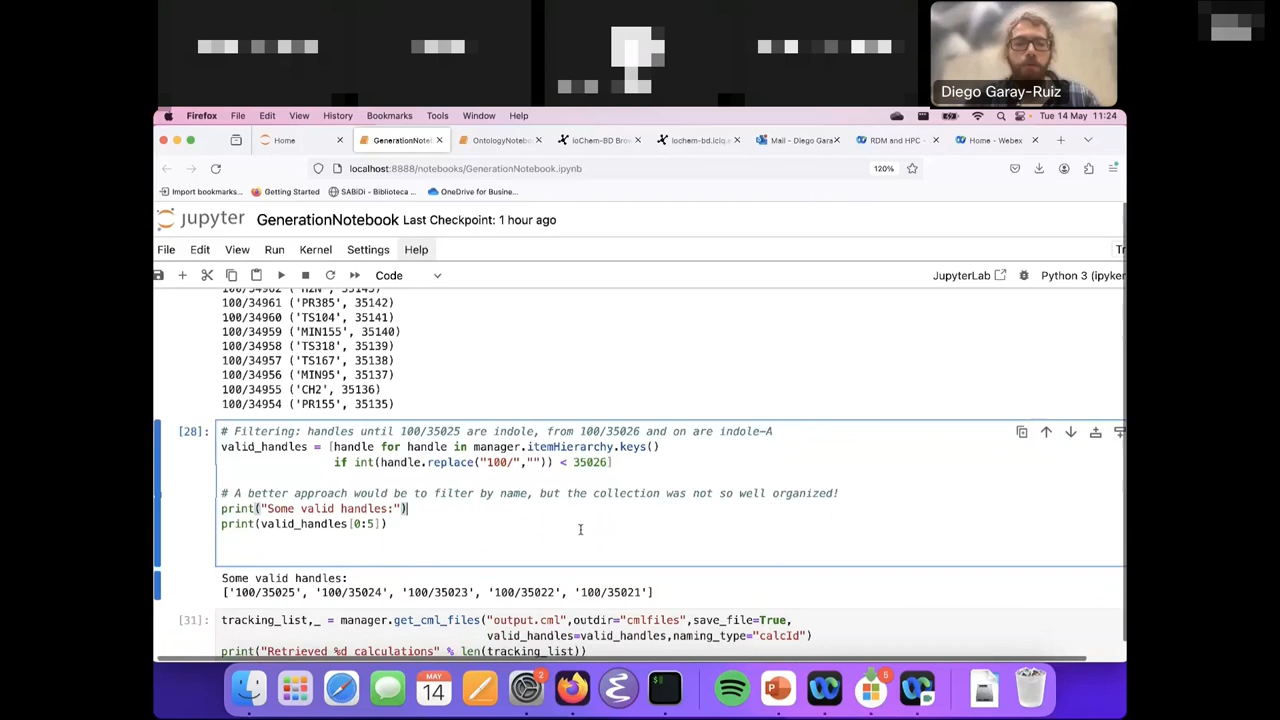 Diego Garay-Ruiz
Firefox File Edit View History Bookmarks Tools Window Help
Tue 14 May 11:24
Home
GenerationNotebook
OntologyNotebook
ioChem-BD Brow
iochem-bd.iciq.es
Mail - Diego Gara
RDM and HPC -
Home - Webex
localhost:8888/notebooks/GenerationNotebook.ipynb
120%
Import bookmarks...
Getting Started
SABiDi - Biblioteca ...
OneDrive for Busine...
jupyter GenerationNotebook Last Checkpoint: 1 hour ago
File Edit View Run Kernel Settings Help
Code
JupyterLab
Python 3 (ipyker
100/34961 ('PR385', 35142)
100/34960 ('TS104', 35141)
100/34959 ('MIN155', 35140)
100/34958 ('TS318', 35139)
100/34957 ('TS167', 35138)
100/34956 ('MIN95', 35137)
100/34955 ('CH2', 35136)
100/34954 ('PR155', 35135)
[28]:
# Filtering: handles until 100/35025 are indole, from 100/35026 and on are indole-A
valid_handles = [handle for handle in manager.itemHierarchy.keys()
if int(handle.replace("100/","")) < 35026]
# A better approach would be to filter by name, but the collection was not so well organized!
print("Some valid handles:")
print(valid_handles[0:5])
Some valid handles:
['100/35025', '100/35024', '100/35023', '100/35022', '100/35021']
[31]:
tracking_list,_ = manager.get_cml_files("output.cml",outdir="cmlfiles",save_file=True,
valid_handles=valid_handles,naming_type="calcId")
print("Retrieved %d calculations" % len(tracking_list))
MAY
14
2
5